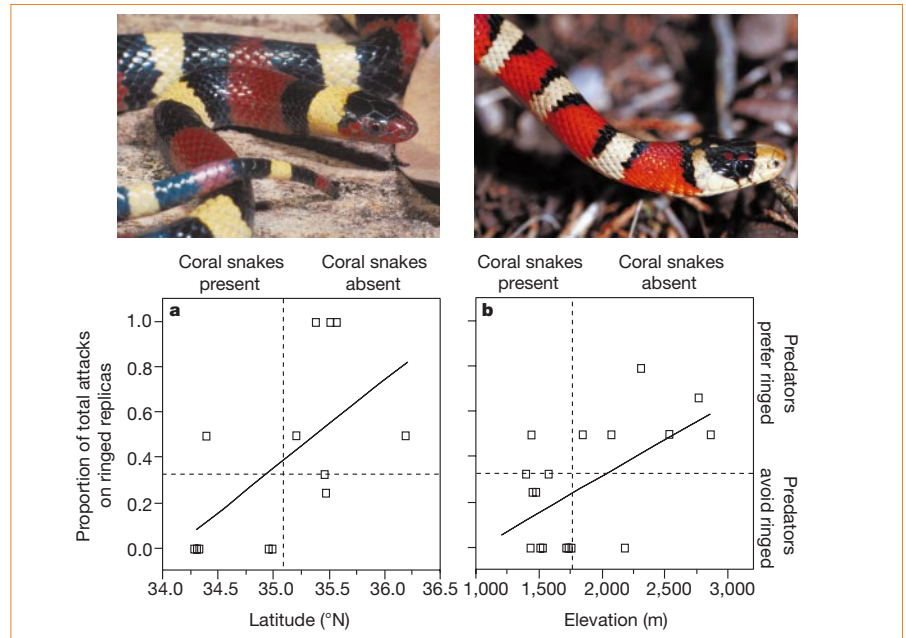 Coral snakes
present
Coral snakes
absent
Coral snakes
present
Coral snakes
absent
a
b
Proportion of total attacks
on ringed replicas
1.0
0.8
0.6
0.4
0.2
0.0
Predators
prefer ringed
Predators
avoid ringed
34.0
34.5
35.0
35.5
36.0
36.5
1,000
1,500
2,000
2,500
3,000
Latitude (°N)
Elevation (m)